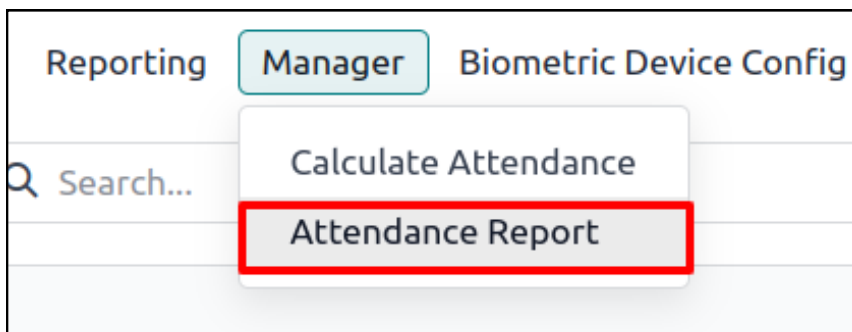 Reporting Manager Biometric Device Config
Search...
Calculate Attendance
Attendance Report